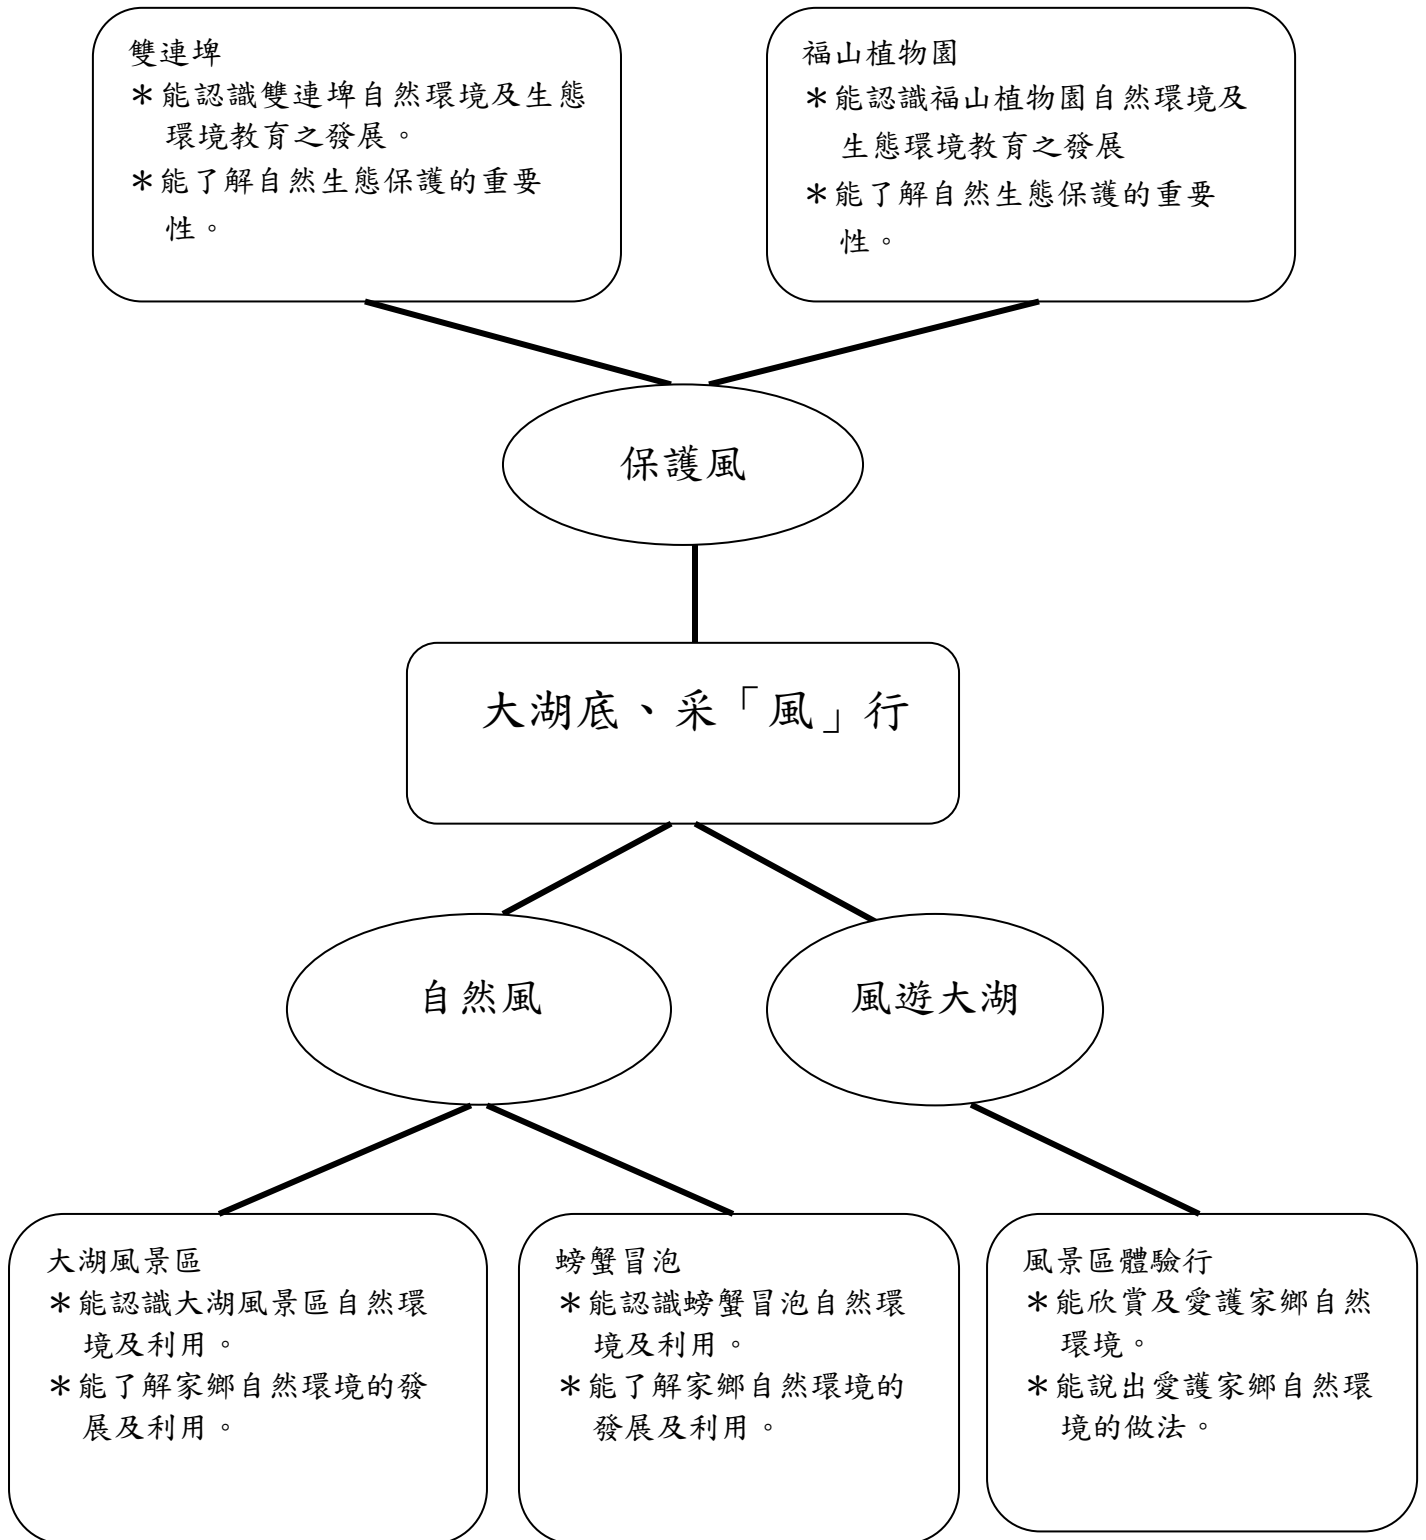 雙連埤
＊能認識雙連埤自然環境及生態
環境教育之發展。
＊能了解自然生態保護的重要
性。
福山植物園
＊能認識福山植物園自然環境及
生態環境教育之發展
＊能了解自然生態保護的重要
性。
保護風
大湖底、采「風」行
自然風
風遊大湖
大湖風景區
＊能認識大湖風景區自然環
境及利用。
＊能了解家鄉自然環境的發
展及利用。
螃蟹冒泡
＊能認識螃蟹冒泡自然環
境及利用。
＊能了解家鄉自然環境的
發展及利用。
風景區體驗行
＊能欣賞及愛護家鄉自然
環境。
＊能說出愛護家鄉自然環
境的做法。